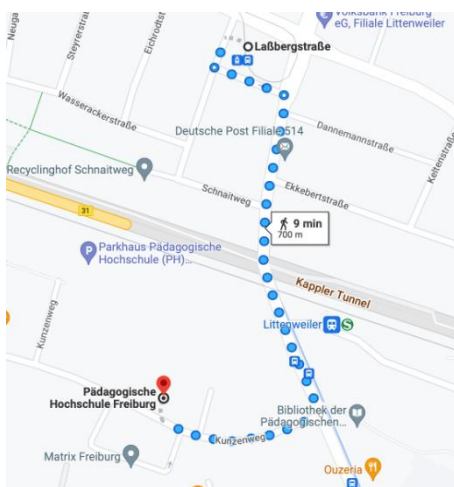 Volksbank Freiburg
eG, Filiale Littenweiler
Neuga
Steyrerstraße
Eichrodtst
Laßbergstraße
Wasserackerstraße
Deutsche Post Filiale 514
Dannemannstraße
Keltenstraße
Recyclinghof Schnaitweg
Schnaitweg
Ekkebertstraße
31
9 min
700 m
P
Parkhaus Pädagogische
Hochschule (PH)...
Kappler Tunnel
Kunzenweg
Littenweiler
S
Pädagogische
Hochschule Freiburg
Bibliothek der
Pädagogischen...
Kunzenweg
Matrix Freiburg
Ouzeria